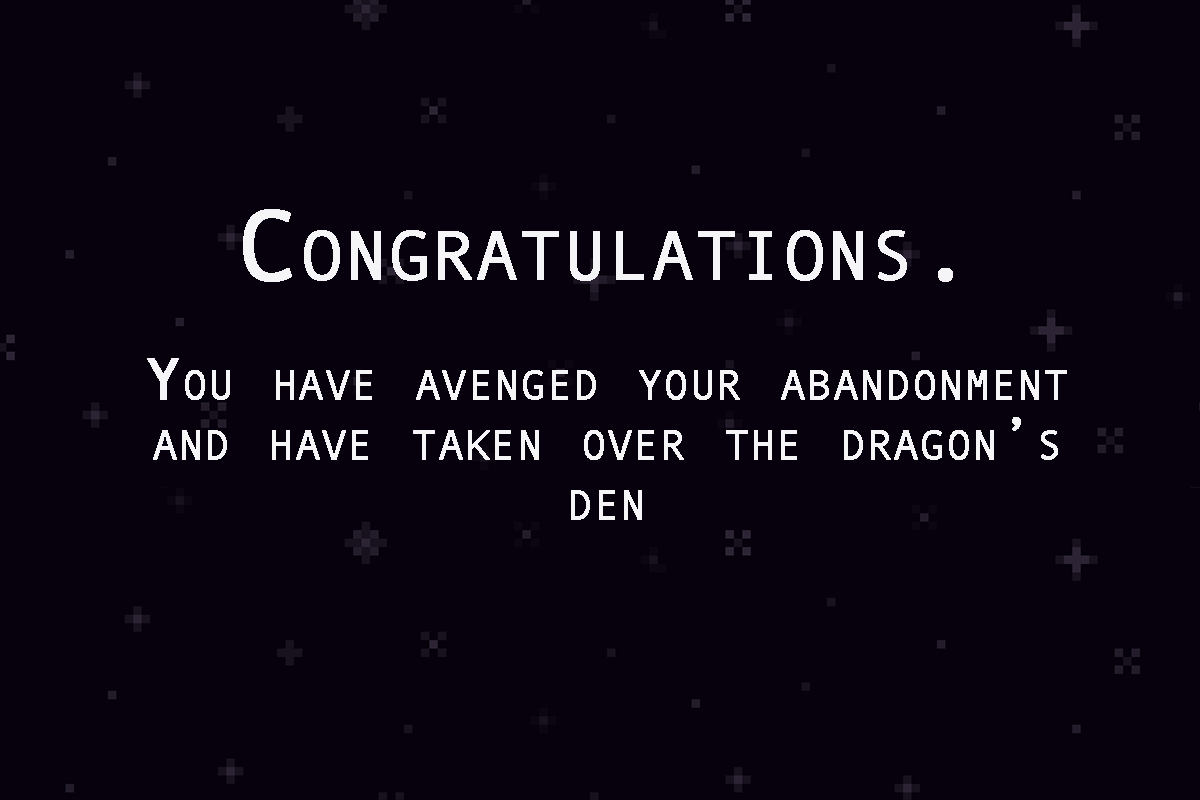 Congratulations.
You have avenged your abandonment
and have taken over the dragon's
den